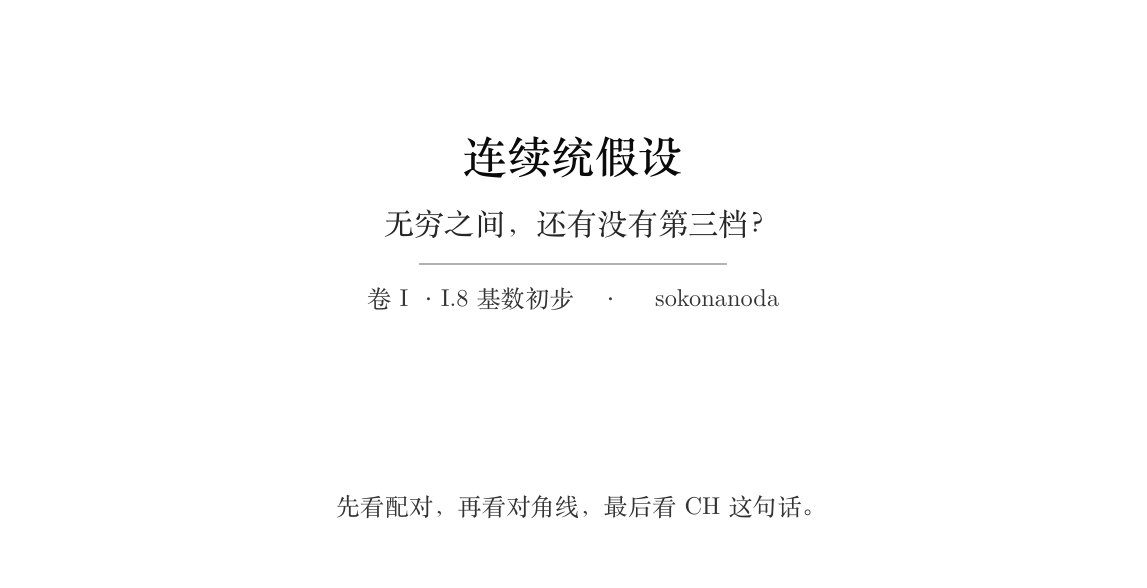 连续统假设
无穷之间，还有没有第三档？
卷 I · I.8 基数初步 · sokonanoda
先看配对，再看对角线，最后看 CH 这句话。